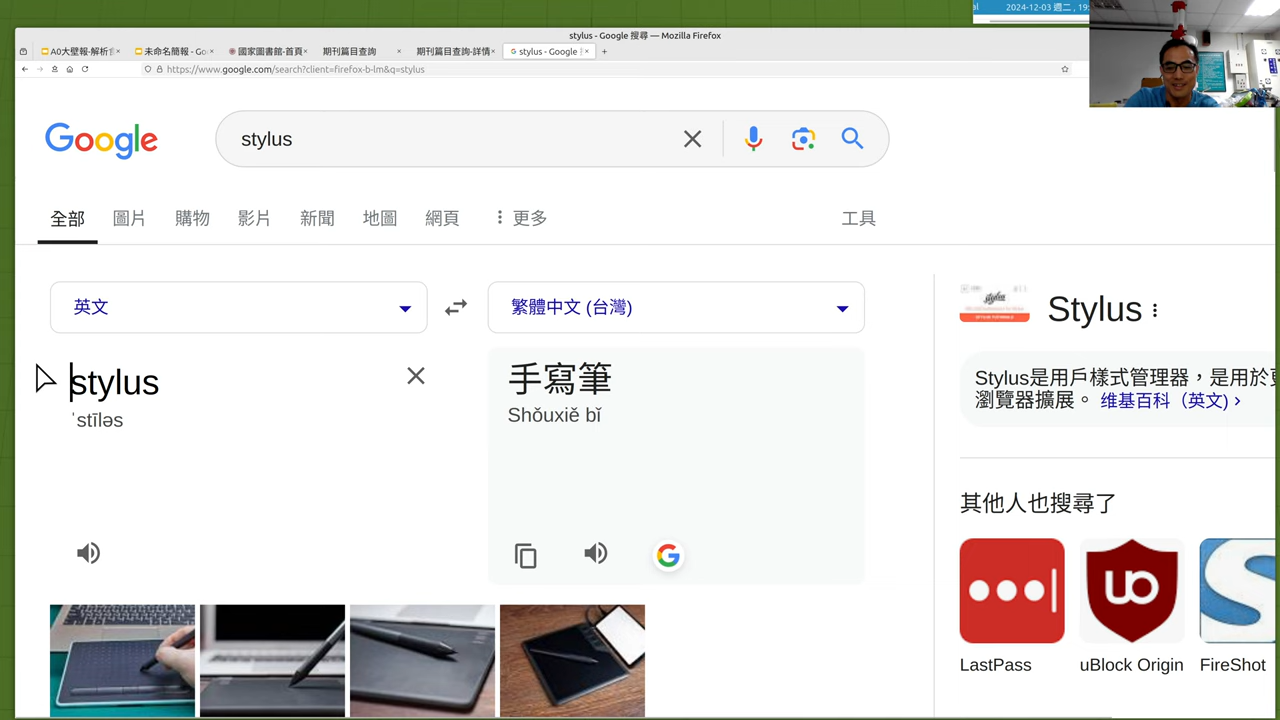 2024-12-03 週二 , 19:
stylus - Google 搜尋 — Mozilla Firefox
A0大壁報-解析
未命名簡報 - Go
國家圖書館-首頁
期刊篇目查詢
期刊篇目查詢-詳情
stylus - Google
https://www.google.com/search?client=firefox-b-lm&q=stylus
Google
stylus
全部 圖片 購物 影片 新聞 地圖 網頁 更多 工具
英文
繁體中文 (台灣)
stylus
ˈstīləs
手寫筆
Shǒuxiě bǐ
Stylus
Stylus是用戶樣式管理器，是用於
瀏覽器擴展。 维基百科（英文）
其他人也搜尋了
LastPass
uBlock Origin
FireShot